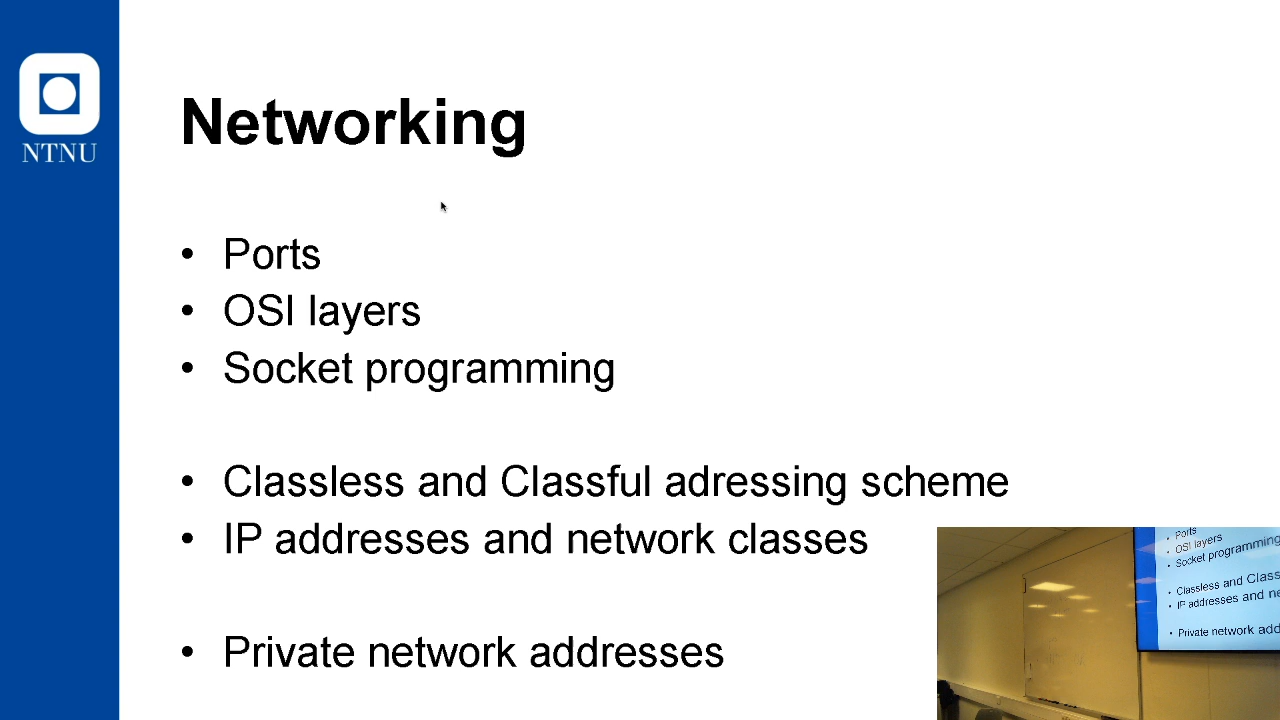 NTNU
Networking
• Ports
• OSI layers
• Socket programming
• Classless and Classful adressing scheme
• IP addresses and network classes
• Private network addresses
• Ports
• OSI layers
• Socket programming
• Classless and Class
• IP addresses and ne
• Private network add